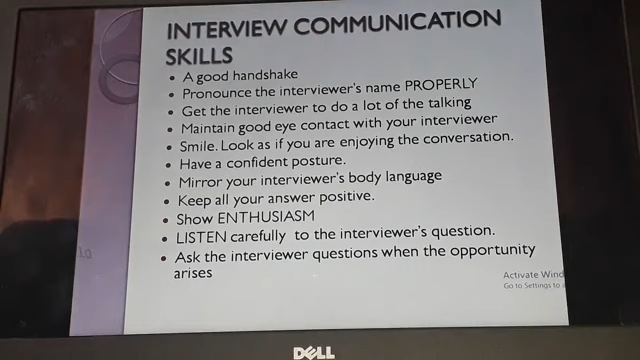 INTERVIEW COMMUNICATION
SKILLS
• A good handshake
• Pronounce the interviewer's name PROPERLY
• Get the interviewer to do a lot of the talking
• Maintain good eye contact with your interviewer
• Smile. Look as if you are enjoying the conversation.
• Have a confident posture.
• Mirror your interviewer's body language
• Keep all your answer positive.
• Show ENTHUSIASM
• LISTEN carefully to the interviewer's question.
• Ask the interviewer questions when the opportunity
arises
Activate Wind
Go to Settings to a
DELL